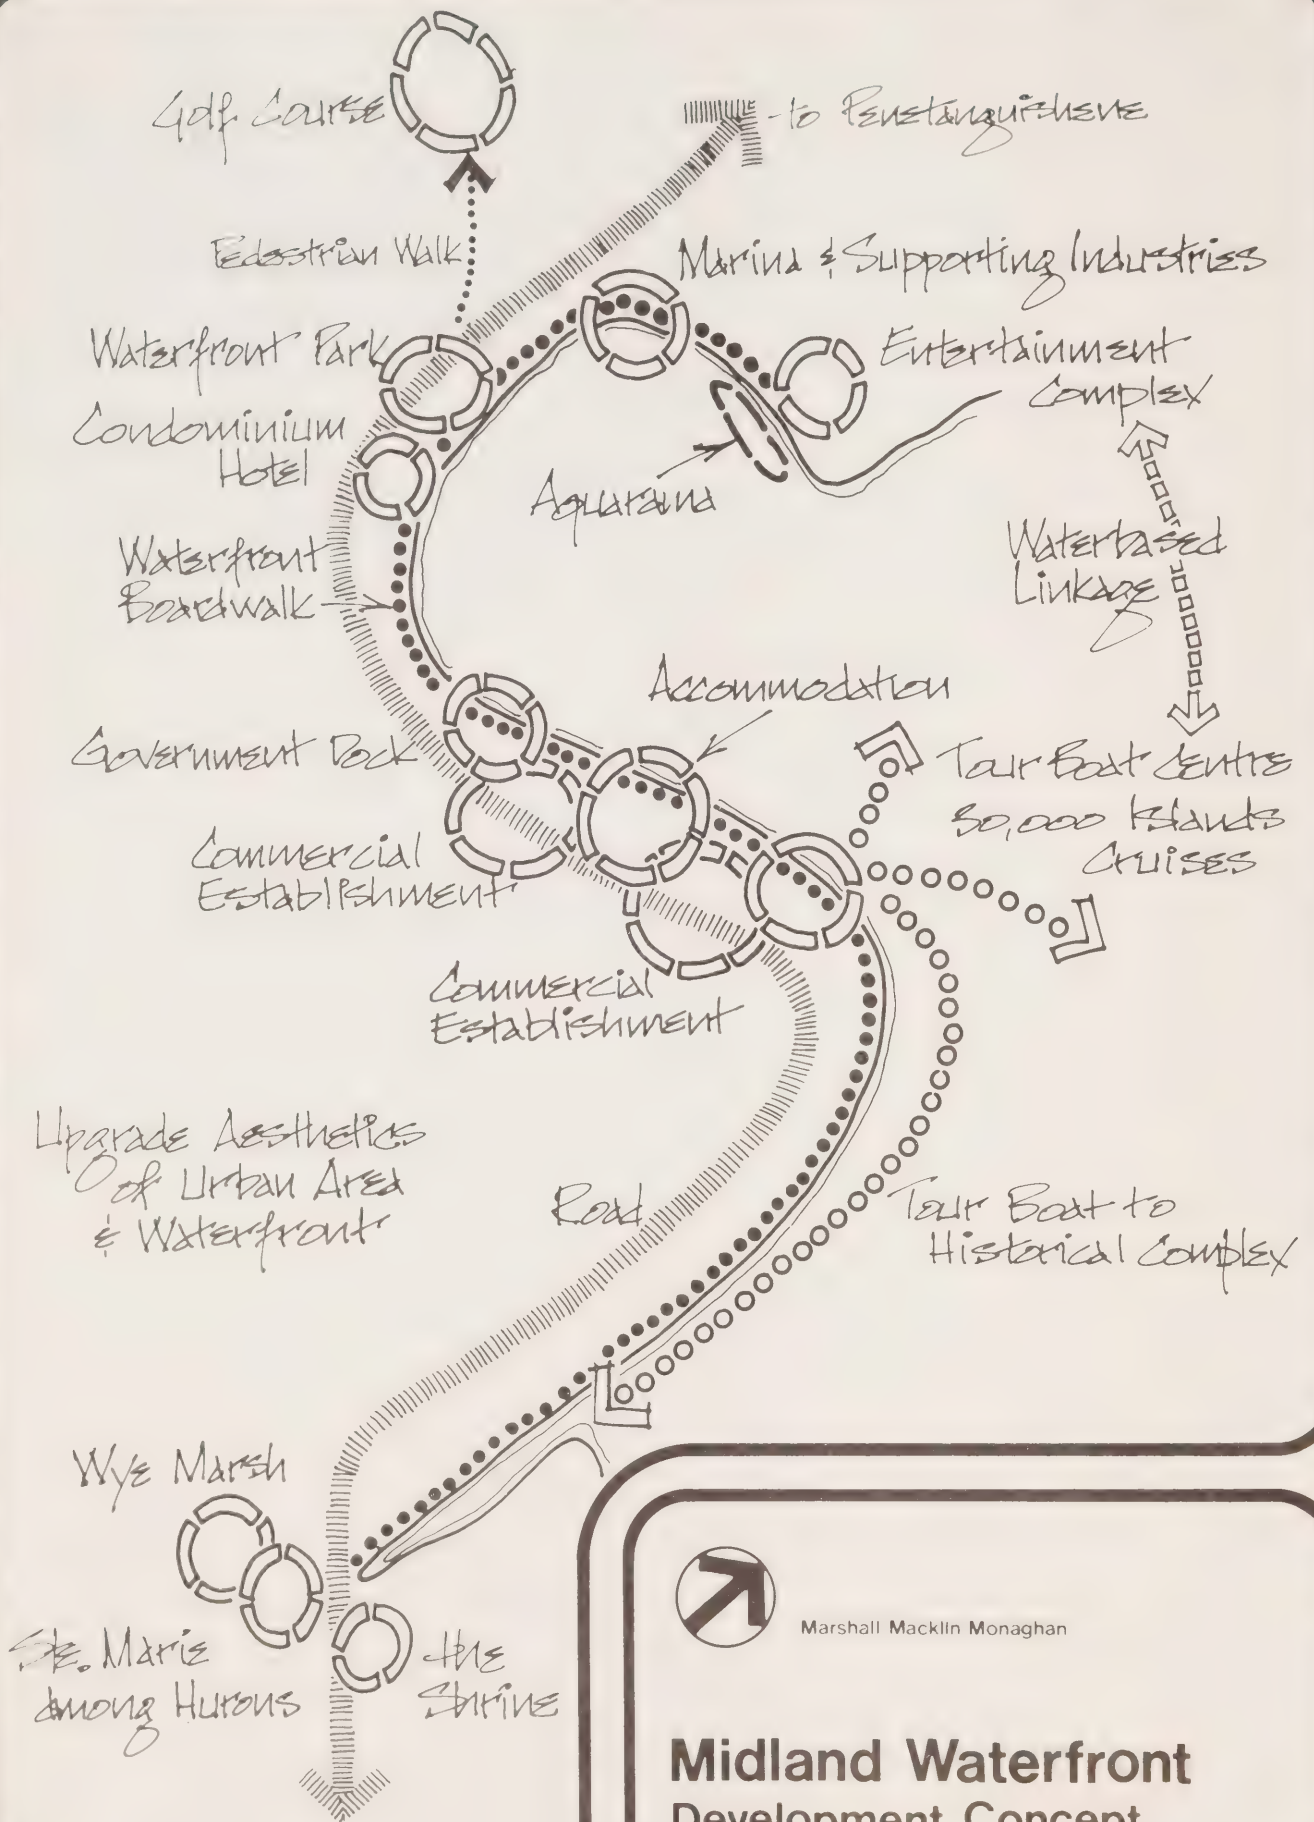 Golf Course
to Penetanguishene
Pedestrian Walk
Marina & Supporting Industries
Waterfront Park
Entertainment
Complex
Condominium
Hotel
Aquarama
Waterfront
Boardwalk
Waterbased
Linkage
Accommodation
Government Dock
Tour Boat Centre
30,000 Islands
Cruises
Commercial
Establishment
Commercial
Establishment
Upgrade Aesthetics
of Urban Area
& Waterfront
Road
Tour Boat to
Historical Complex
Wye Marsh
Ste. Marie
among Hurons
the
Shrine
Marshall Macklin Monaghan
Midland Waterfront
Development Concept